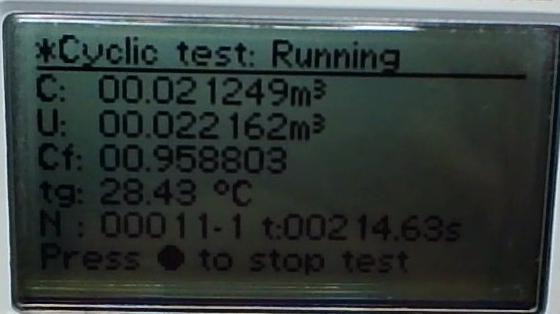 *Cyclic test: Running
C: 00.021249m³
U: 00.022162m³
Cf: 00.958803
tg: 28.43 °C
N : 00011-1 t:00214.63s
Press ● to stop test